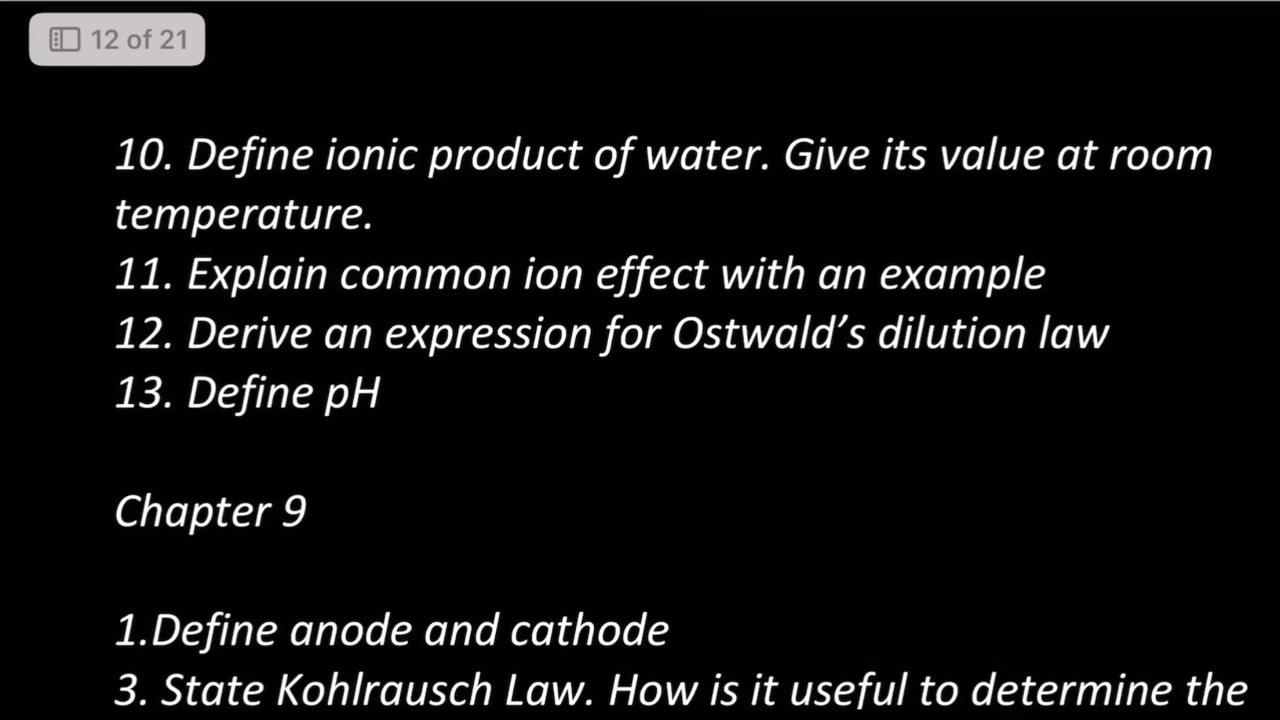 12 of 21
10. Define ionic product of water. Give its value at room
temperature.
11. Explain common ion effect with an example
12. Derive an expression for Ostwald’s dilution law
13. Define pH
Chapter 9
1.Define anode and cathode
3. State Kohlrausch Law. How is it useful to determine the